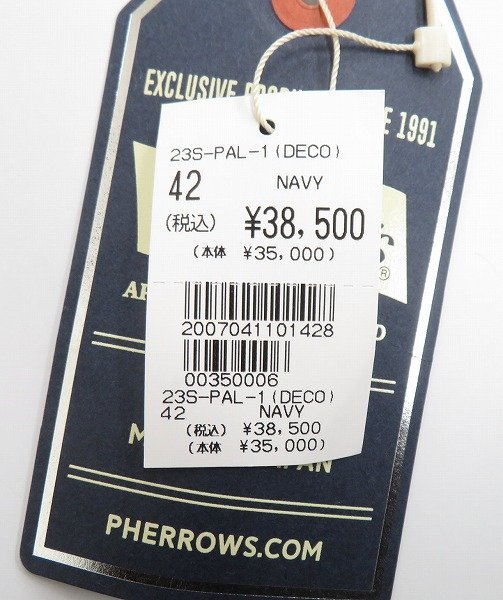 EXCLUSIVE
1991
23S-PAL-1(DECO)
42 NAVY
(税込) ¥38,500
(本体 ¥35,000)
2007041101428
00350006
23S-PAL-1(DECO)
42 NAVY
(税込) ¥38,500
(本体 ¥35,000)
PHERROWS.COM